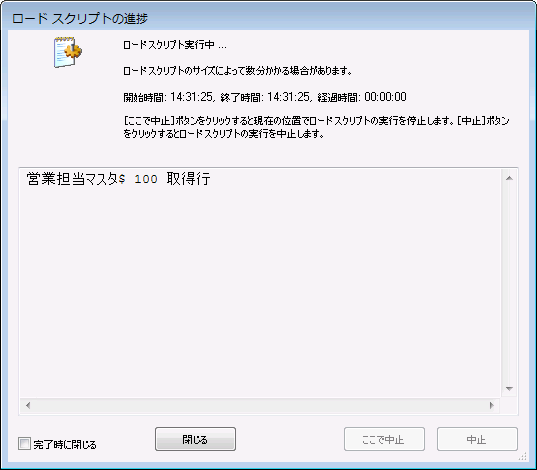 ロード スクリプトの進捗
ロードスクリプト実行中 ...
ロードスクリプトのサイズによって数分かかる場合があります。
開始時間: 14:31:25, 終了時間: 14:31:25, 経過時間: 00:00:00
[ここで中止]ボタンをクリックすると現在の位置でロードスクリプトの実行を停止します。[中止]ボタン
をクリックするとロードスクリプトの実行を中止します。
営業担当マスタ$ 100 取得行
完了時に閉じる
閉じる
ここで中止
中止